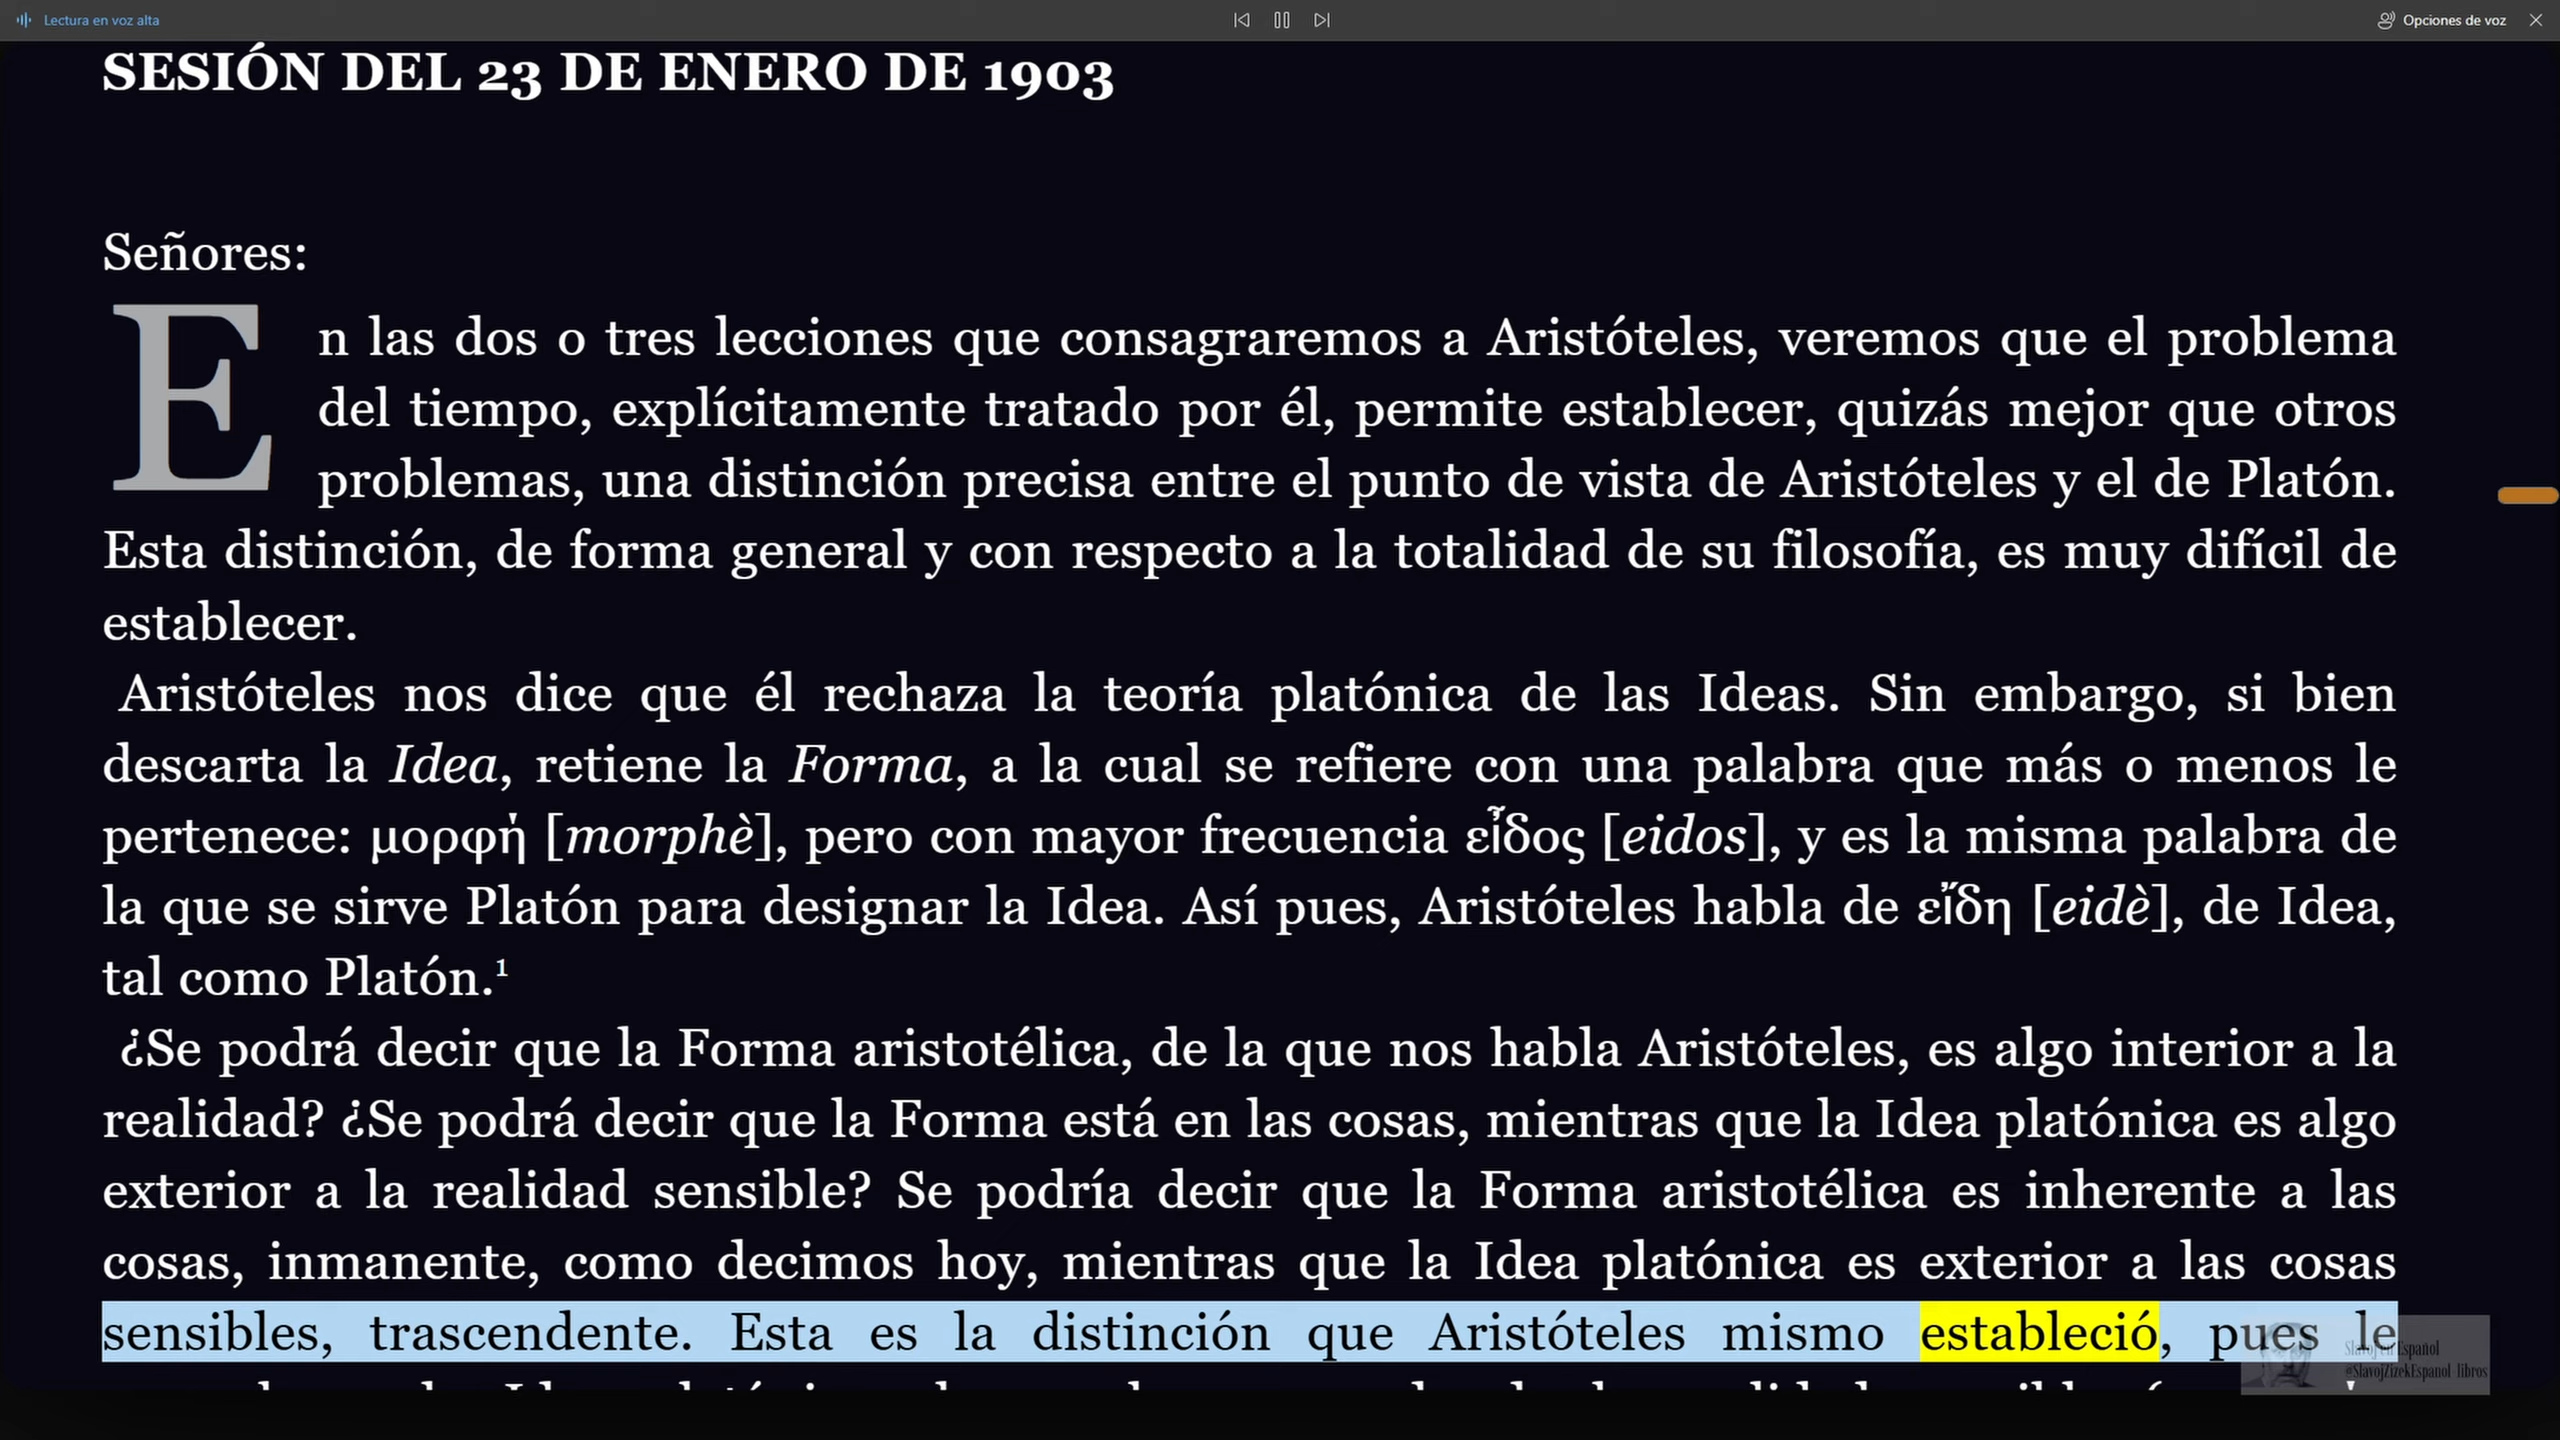 Lectura en voz alta
Opciones de voz
SESIÓN DEL 23 DE ENERO DE 1903
Señores:
En las dos o tres lecciones que consagraremos a Aristóteles, veremos que el problema
del tiempo, explícitamente tratado por él, permite establecer, quizás mejor que otros
problemas, una distinción precisa entre el punto de vista de Aristóteles y el de Platón.
Esta distinción, de forma general y con respecto a la totalidad de su filosofía, es muy difícil de
establecer.
Aristóteles nos dice que él rechaza la teoría platónica de las Ideas. Sin embargo, si bien
descarta la Idea, retiene la Forma, a la cual se refiere con una palabra que más o menos le
pertenece: μορφή [morphè], pero con mayor frecuencia εἶδος [eidos], y es la misma palabra de
la que se sirve Platón para designar la Idea. Así pues, Aristóteles habla de εἴδη [eidè], de Idea,
tal como Platón.¹
¿Se podrá decir que la Forma aristotélica, de la que nos habla Aristóteles, es algo interior a la
realidad? ¿Se podrá decir que la Forma está en las cosas, mientras que la Idea platónica es algo
exterior a la realidad sensible? Se podría decir que la Forma aristotélica es inherente a las
cosas, inmanente, como decimos hoy, mientras que la Idea platónica es exterior a las cosas
sensibles, trascendente. Esta es la distinción que Aristóteles mismo estableció, pues le
Slavoj en Español
@SlavojZizekEspanol_libros